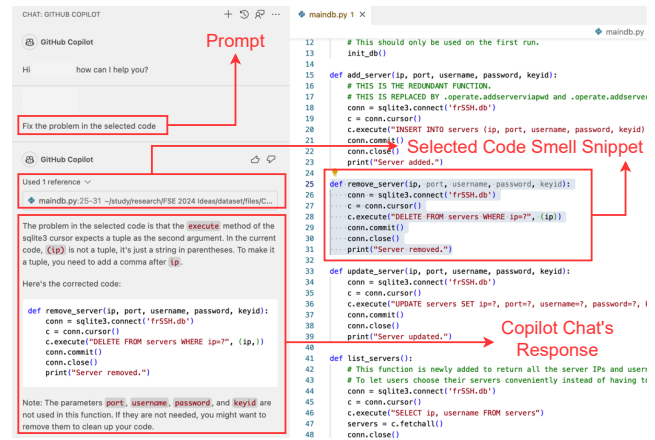 CHAT: GITHUB COPILOT
GitHub Copilot
Prompt
Hi how can I help you?
Fix the problem in the selected code
GitHub Copilot
Used 1 reference
maindb.py:25-31 ~/study/research/FSE 2024 Ideas/dataset/files/C...
The problem in the selected code is that the execute method of the
sqlite3 cursor expects a tuple as the second argument. In the current
code, (ip) is not a tuple, it's just a string in parentheses. To make it
a tuple, you need to add a comma after ip.
Here's the corrected code:
def remove_server(ip, port, username, password, keyid):
    conn = sqlite3.connect('frSSH.db')
    c = conn.cursor()
    c.execute("DELETE FROM servers WHERE ip=?", (ip,))
    conn.commit()
    conn.close()
    print("Server removed.")
Note: The parameters port, username, password, and keyid are
not used in this function. If they are not needed, you might want to
remove them to clean up your code.
maindb.py 1
maindb.py
12 # This should only be used on the first run.
13 init_db()
14
15 def add_server(ip, port, username, password, keyid):
16 # THIS IS THE REDUNDANT FUNCTION.
17 # THIS IS REPLACED BY .operate.addserverviapwd and .operate.addserver
18 conn = sqlite3.connect('frSSH.db')
19 c = conn.cursor()
20 c.execute("INSERT INTO servers (ip, port, username, password, keyid)
21 conn.commit()
22 conn.close()
23 print("Server added.")
24
Selected Code Smell Snippet
25 def remove_server(ip, port, username, password, keyid):
26 conn = sqlite3.connect('frSSH.db')
27 c = conn.cursor()
28 c.execute("DELETE FROM servers WHERE ip=?", (ip))
29 conn.commit()
30 conn.close()
31 print("Server removed.")
32
33 def update_server(ip, port, username, password, keyid):
34 conn = sqlite3.connect('frSSH.db')
35 c = conn.cursor()
36 c.execute("UPDATE servers SET ip=?, port=?, username=?, password=?,
37 conn.commit()
38 conn.close()
39 print("Server updated.")
40
Copilot Chat's
Response
41 def list_servers():
42 # This function is newly added to return all the server IPs and usern
43 # To let users choose their servers conveniently instead of having to
44 conn = sqlite3.connect('frSSH.db')
45 c = conn.cursor()
46 c.execute("SELECT ip, username FROM servers")
47 servers = c.fetchall()
48 conn.close()